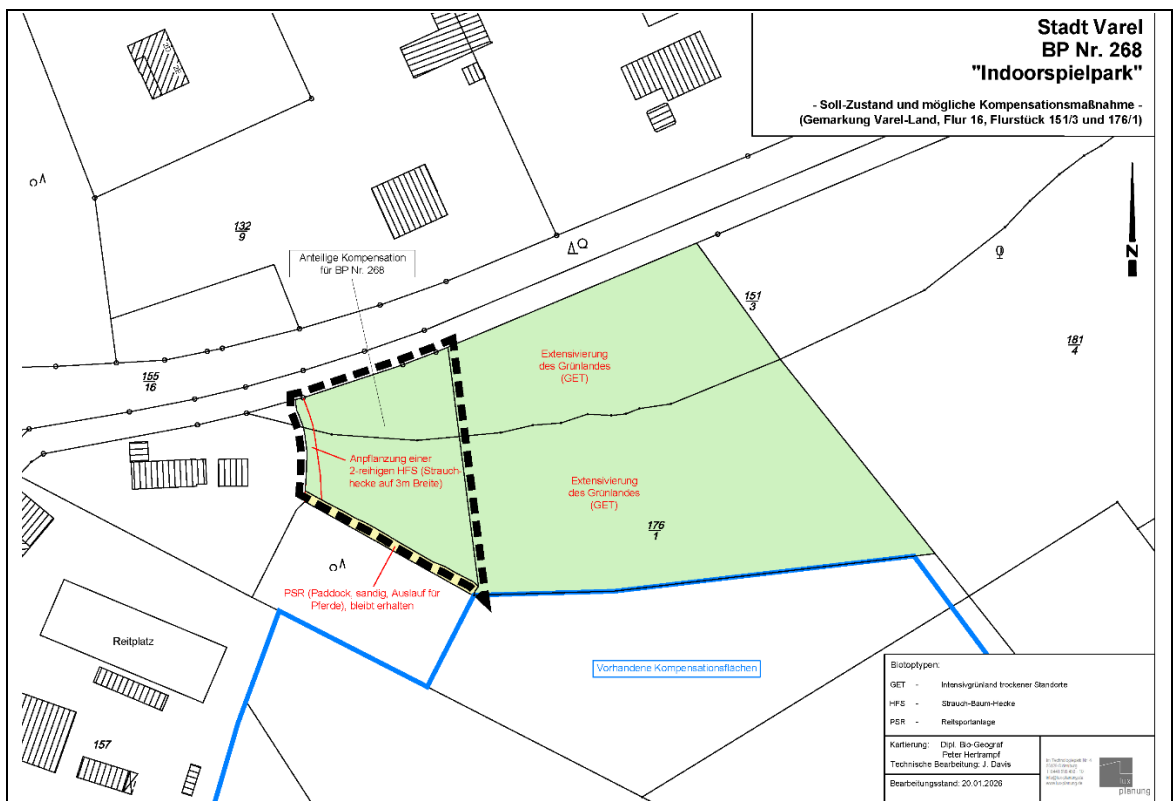 Stadt Varel
BP Nr. 268
"Indoorspielpark"
- Soll-Zustand und mögliche Kompensationsmaßnahme -
(Gemarkung Varel-Land, Flur 16, Flurstück 151/3 und 176/1)
132
9
Anteilige Kompensation
für BP Nr. 268
N
151
3
181
4
155
16
Extensivierung
des Grünlandes
(GET)
Anpflanzung einer
2-reihigen HFS (Strauch-
hecke auf 3m Breite)
Extensivierung
des Grünlandes
(GET)
176
1
PSR (Paddock, sandig, Auslauf für
Pferde), bleibt erhalten
Reitplatz
Vorhandene Kompensationsflächen
157
Biotoptypen:
GET - Intensivgrünland trockener Standorte
HFS - Strauch-Baum-Hecke
PSR - Reitsportanlage
Kartierung: Dipl. Bio-Geograf
Peter Hertrampf
Technische Bearbeitung: J. Davis
Bearbeitungsstand: 20.01.2026
lux
planung